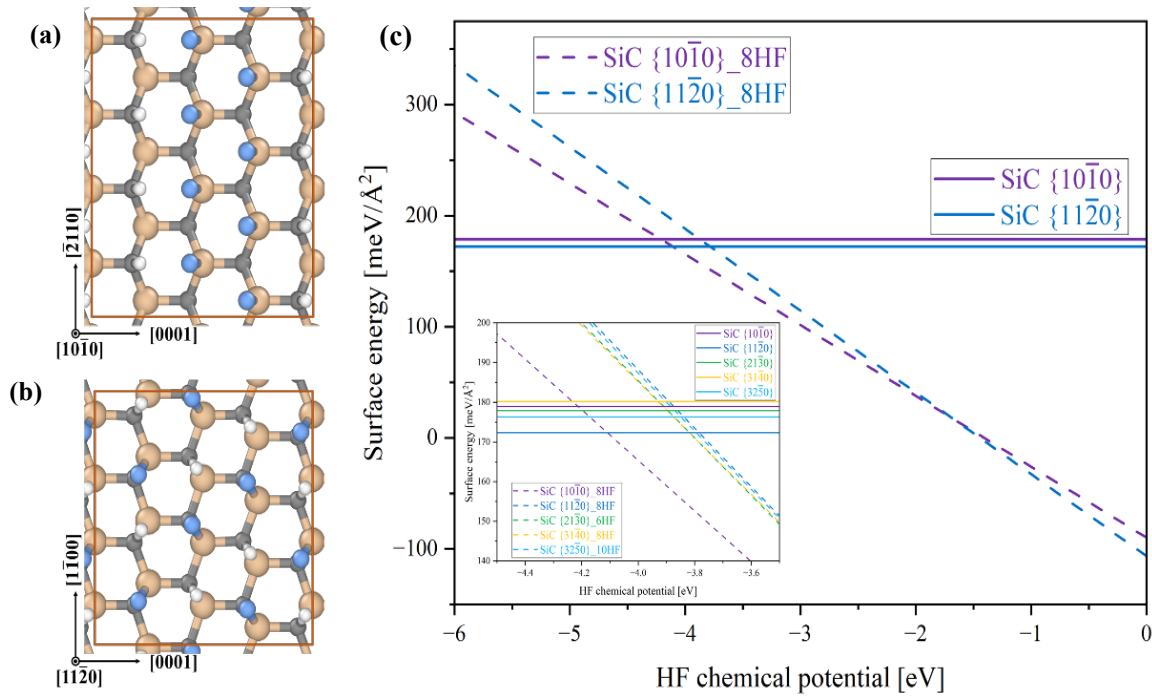 (a)
[2̄110]
[0001]
[101̄0]
(b)
[11̄00]
[0001]
[112̄0]
(c)
SiC {101̄0}_8HF
SiC {112̄0}_8HF
SiC {101̄0}
SiC {112̄0}
Surface energy [meV/Å²]
300
250
200
150
100
50
0
−50
−100
−6
−5
−4
−3
−2
−1
0
HF chemical potential [eV]
200
190
180
170
160
150
140
Surface energy [meV/Å²]
SiC {101̄0}
SiC {112̄0}
SiC {213̄0}
SiC {314̄0}
SiC {325̄0}
SiC {101̄0}_8HF
SiC {112̄0}_8HF
SiC {213̄0}_6HF
SiC {314̄0}_8HF
SiC {325̄0}_10HF
−4.4
−4.2
−4.0
−3.8
−3.6
HF chemical potential [eV]